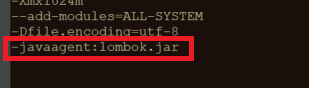 -Xmx1024m
--add-modules=ALL-SYSTEM
-Dfile.encoding=utf-8
-javaagent:lombok.jar